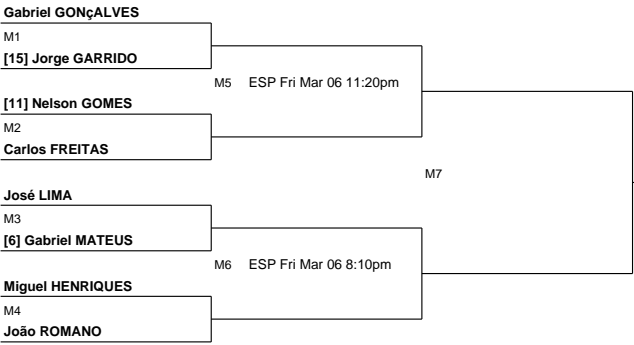 Gabriel GONçALVES
M1
[15] Jorge GARRIDO
M5 ESP Fri Mar 06 11:20pm
[11] Nelson GOMES
M2
Carlos FREITAS
M7
José LIMA
M3
[6] Gabriel MATEUS
M6 ESP Fri Mar 06 8:10pm
Miguel HENRIQUES
M4
João ROMANO